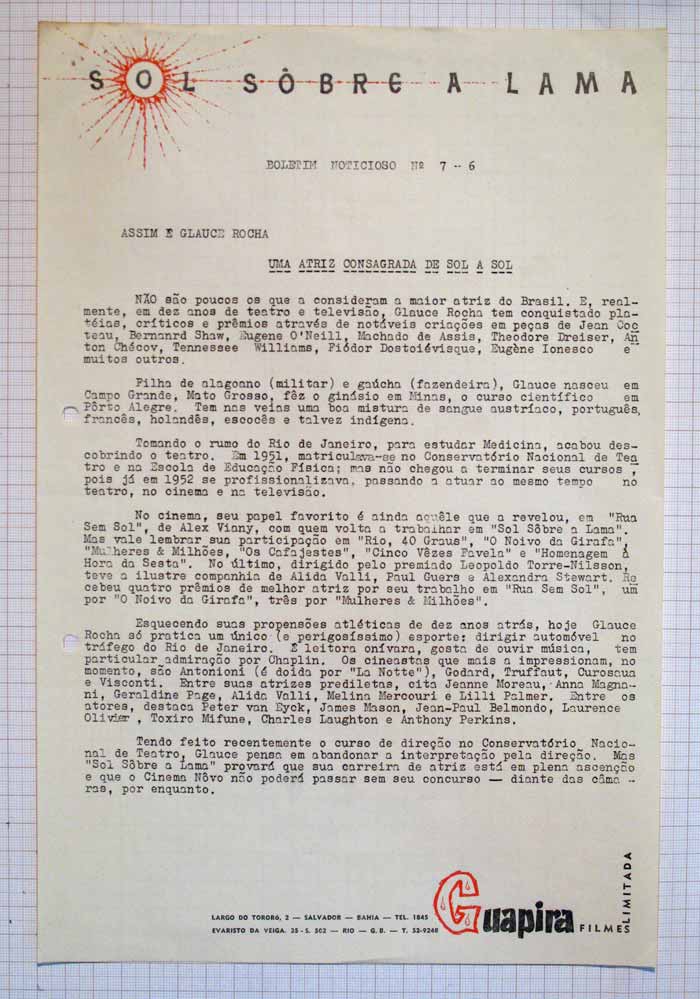 SOL SÔBRE A LAMA
BOLETIM NOTICIOSO Nº 7 - 6
ASSIM E GLAUCE ROCHA
UMA ATRIZ CONSAGRADA DE SOL A SOL
NÃO são poucos os que a consideram a maior atriz do Brasil. E, real-
mente, em dez anos de teatro e televisão, Glauce Rocha tem conquistado pla-
téias, críticos e prêmios através de notáveis criações em peças de Jean Coc
teau, Bernanrd Shaw, Eugene O'Neill, Machado de Assis, Theodore Dreiser, An
ton Chécov, Tennessee Williams, Fiódor Dostoiévisque, Eugène Ionesco e
muitos outros.
Filha de alagoano (militar) e gaúcha (fazendeira), Glauce nasceu em
Campo Grande, Mato Grosso, fêz o ginásio em Minas, o curso científico em
Pôrto Alegre. Tem nas veias uma boa mistura de sangue austríaco, português,
francês, holandês, escocês e talvez indígena.
Tomando o rumo do Rio de Janeiro, para estudar Medicina, acabou des-
cobrindo o teatro. Em 1951, matriculava-se no Conservatório Nacional de Tea
tro e na Escola de Educação Física; mas não chegou a terminar seus cursos ,
pois já em 1952 se profissionalizava, passando a atuar ao mesmo tempo no
teatro, no cinema e na televisão.
No cinema, seu papel favorito é ainda aquêle que a revelou, em "Rua
Sem Sol", de Alex Viany, com quem volta a trabalhar em "Sol Sôbre a Lama".
Mas vale lembrar sua participação em "Rio, 40 Graus", "O Noivo da Girafa",
"Mulheres & Milhões, "Os Cafajestes", "Cinco Vêzes Favela" e "Homenagem À
Hora da Sesta". No último, dirigido pelo premiado Leopoldo Torre-Nilsson,
teve a ilustre companhia de Alida Valli, Paul Guers e Alexandra Stewart. Re
cebeu quatro prêmios de melhor atriz por seu trabalho em "Rua Sem Sol", um
por "O Noivo da Girafa", três por "Mulheres & Milhões".
Esquecendo suas propensões atléticas de dez anos atrás, hoje Glauce
Rocha só pratica um único (e perigosíssimo) esporte: dirigir automóvel no
tráfego do Rio de Janeiro. É leitora onívara, gosta de ouvir música, tem
particular admiração por Chaplin. Os cineastas que mais a impressionam, no
momento, são Antonioni (é doida por "La Notte"), Godard, Truffaut, Curosaua
e Visconti. Entre suas atrizes prediletas, cita Jeanne Moreau, Anna Magna-
ni, Geraldine Page, Alida Valli, Melina Mercouri e Lilli Palmer. Entre os
atores, destaca Peter van Eyck, James Mason, Jean-Paul Belmondo, Laurence
Olivier , Toxiro Mifune, Charles Laughton e Anthony Perkins.
Tendo feito recentemente o curso de direção no Conservatório Nacio-
nal de Teatro, Glauce pensa em abandonar a interpretação pela direção. Mas
"Sol Sôbre a Lama" provará que sua carreira de atriz está em plena ascenção
e que o Cinema Nôvo não poderá passar sem seu concurso — diante das câma -
ras, por enquanto.
LARGO DO TORORÓ, 2 — SALVADOR — BAHIA — TEL. 1845
EVARISTO DA VEIGA. 35 - S. 502 — RIO — G. B. — T. 52-9248
Guapira FILMES LIMITADA